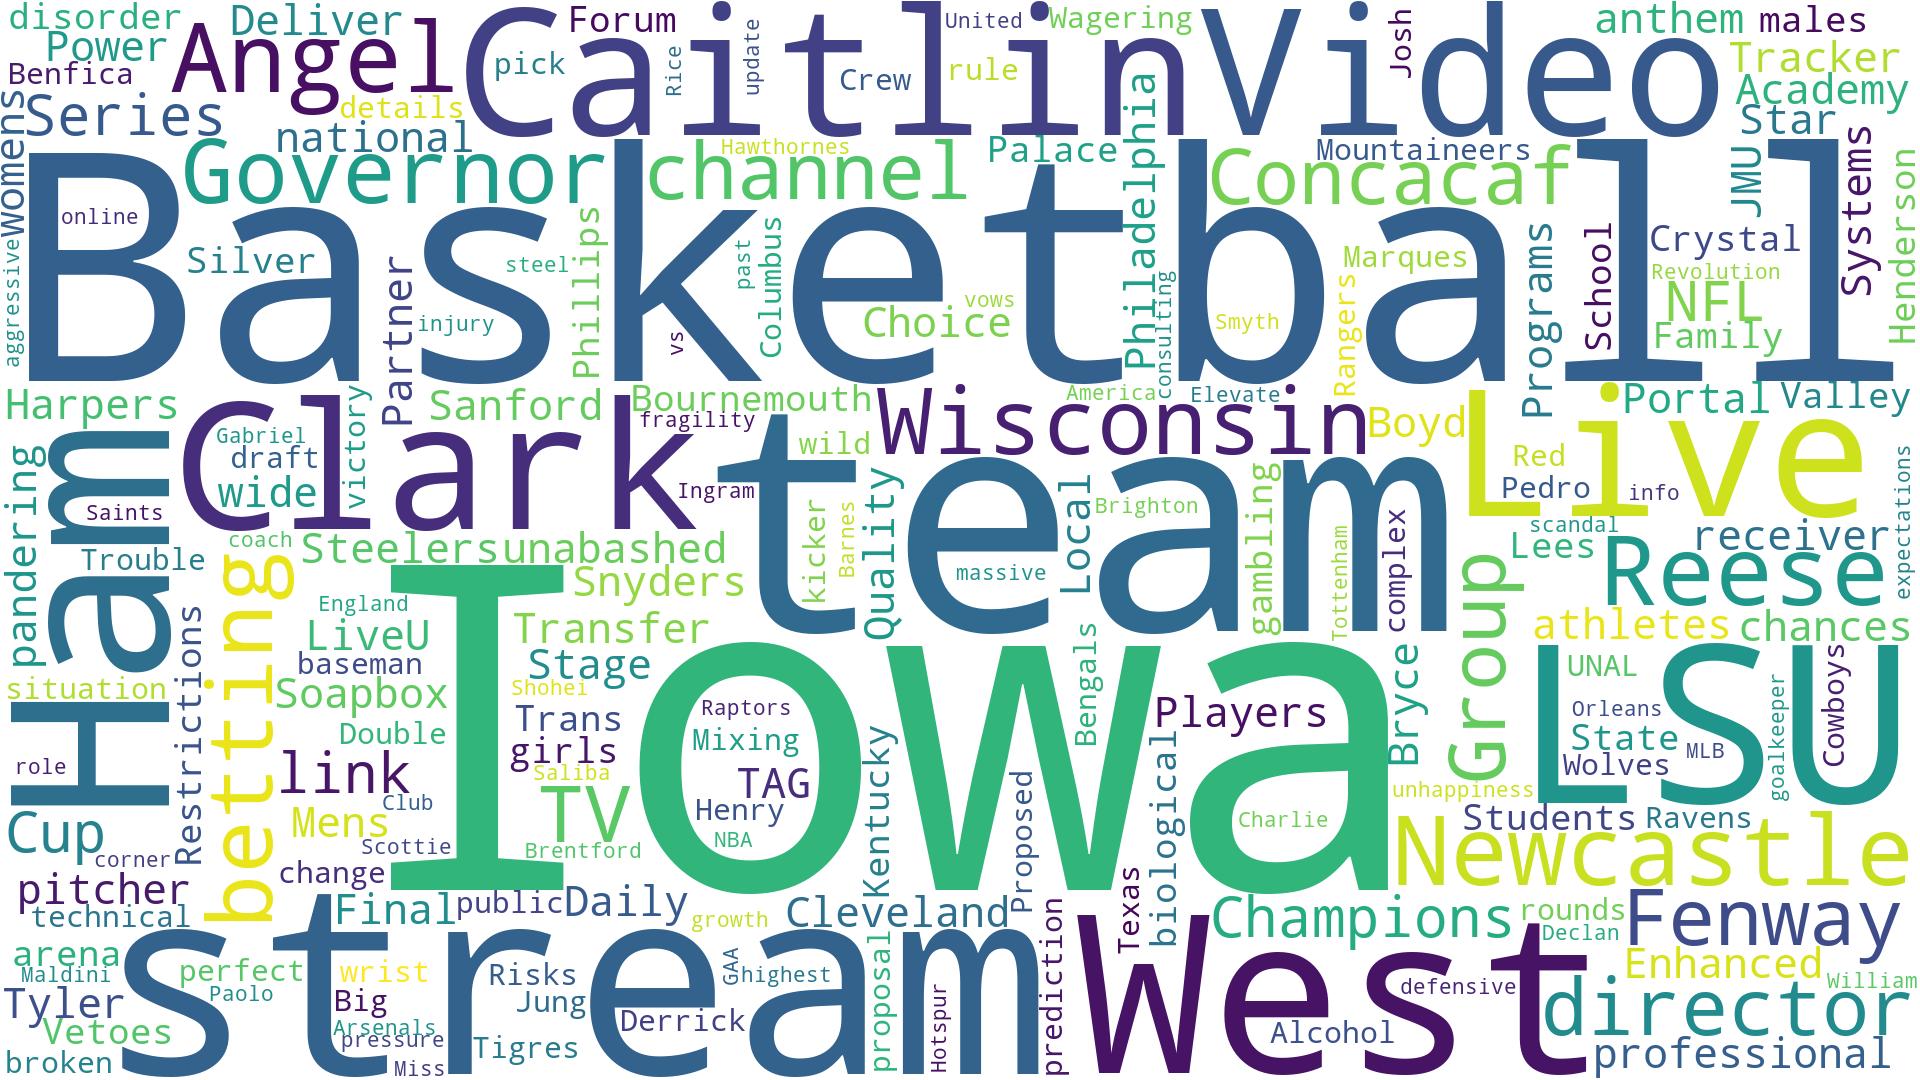 disorder
Deliver
Forum
United
Wagering
anthem
males
Power
Angel
Caitlin
Video
Josh
pick
Rice
update
Crew
rule
Tracker
Benfica
Series
details
Academy
Womens
national
Star
Governor
channel
Hawthornes
Palace
Philadelphia
Mountaineers
Concacaf
JMU
Systems
Henderson
Basketball
online
aggressive
Silver
Partner
steel
Phillips
injury
vs
past
Columbus
vows
Choice
consulting
Smyth
Marques
Rangers
Programs
School
Crystal
Revolution
NFL
Family
Harpers
Clark
victory
Sanford
Bournemouth
fragility
America
Elevate
Wisconsin
Boyd
Live
Portal
Valley
Ham
Gabriel
draft
wide
Ingram
wild
team
Quality
Local
Brighton
gambling
complex
Red
Pedro
info
expectations
pandering
Saints
Trouble
coach
Steelersunabashed
kicker
Barnes
massive
Tottenham
scandal
Lees
receiver
Reese
betting
Snyders
England
LiveU
Transfer
baseman
Stage
Group
athletes
chances
situation
Restrictions
Soapbox
Shohei
Iowa
Trans
Raptors
Bengals
Players
Bryce
LSU
UNAL
Orleans
State
MLB
Wolves
goalkeeper
Cowboys
Double
girls
Mixing
role
link
Saliba
TAG
Kentucky
biological
unhappiness
Club
TV
Henry
Proposed
Charlie
Students
Ravens
Cup
Mens
Scottie
Brentford
NBA
Newcastle
corner
change
pitcher
technical
Final
public
Daily
growth
Cleveland
Texas
Champions
rounds
Declan
Fenway
arena
stream
West
Maldini
perfect
wrist
Risks
GAA
highest
proposal
Hotspur
prediction
defensive
Enhanced
William
Tyler
Paolo
Big
Jung
director
Vetoes
Arsenals
pressure
Derrick
Alcohol
broken
Miss
Tigres
professional